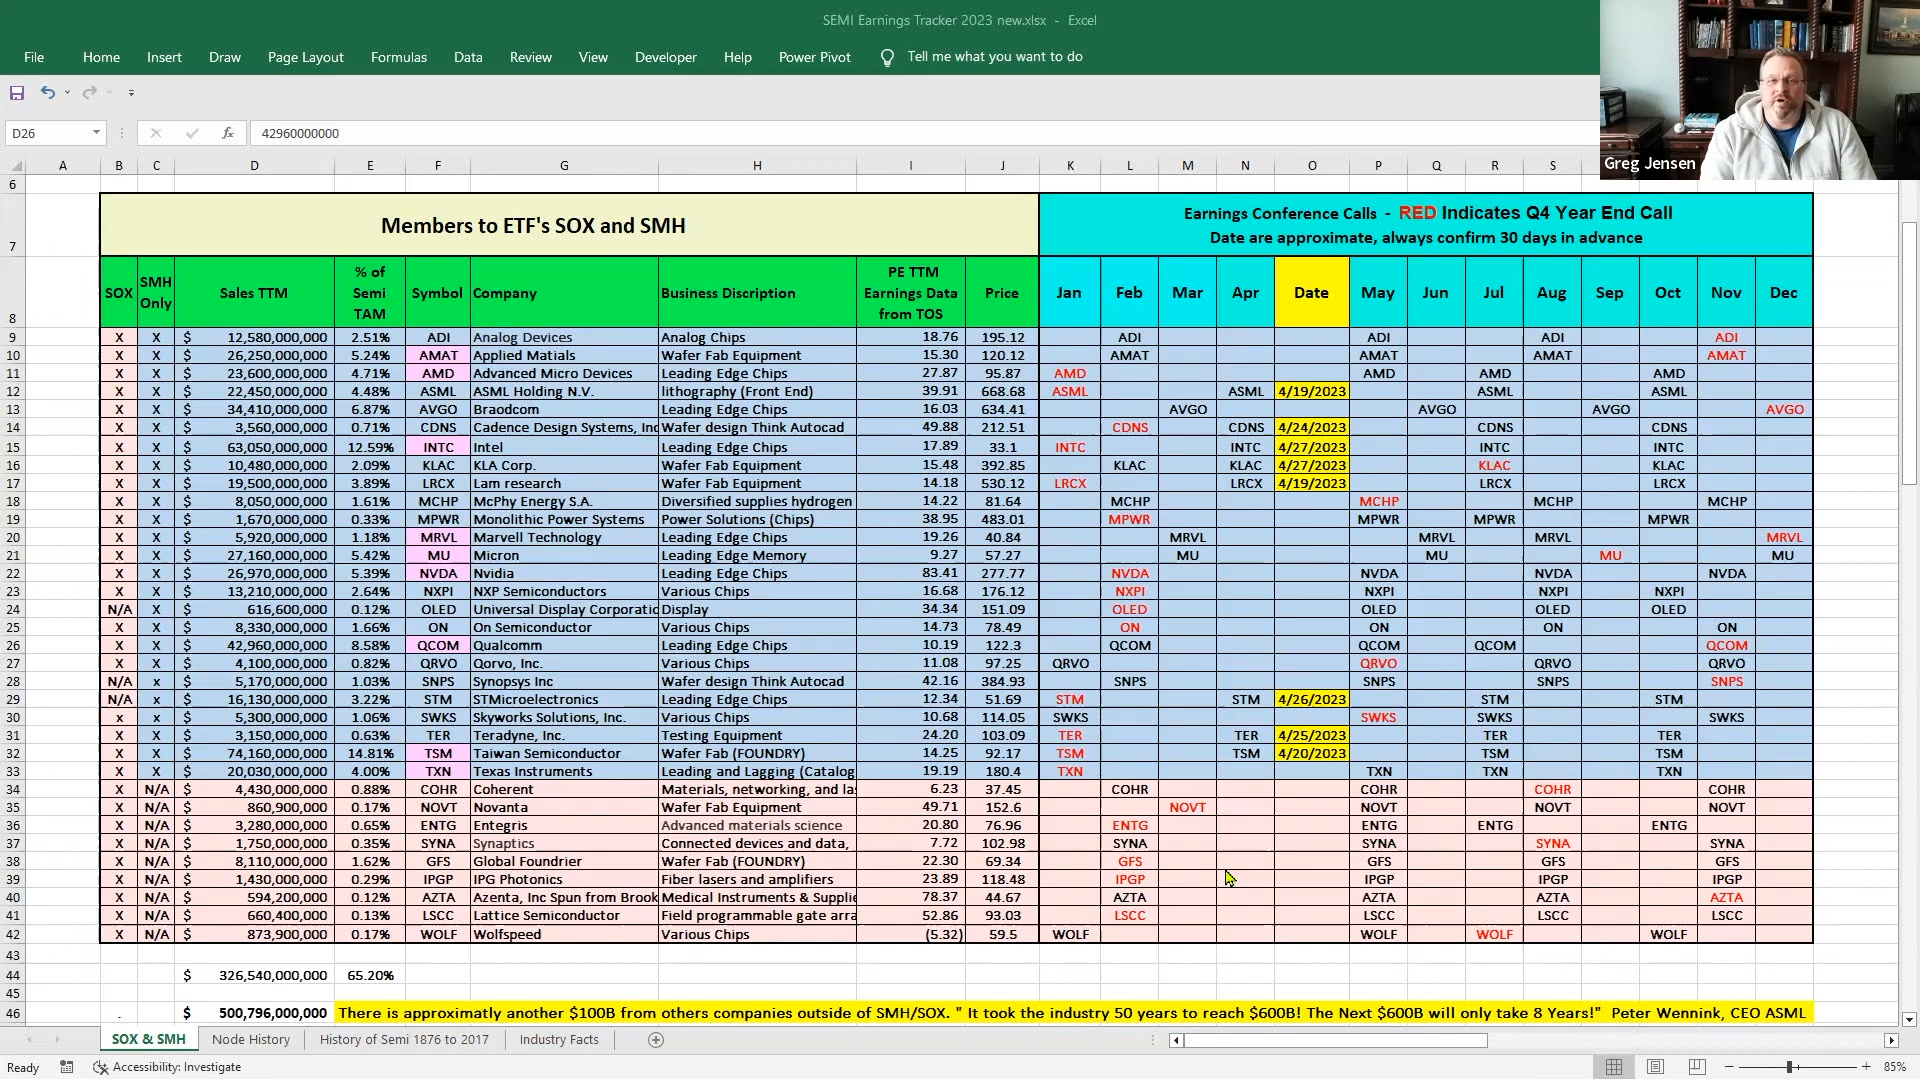 SEMI Earnings Tracker 2023 new.xlsx - Excel
File Home Insert Draw Page Layout Formulas Data Review View Developer Help Power Pivot Tell me what you want to do
D26 fx 42960000000
Greg Jensen
A B C D E F G H I J K L M N O P Q R S T U V W
6
7 Members to ETF's SOX and SMH Earnings Conference Calls - RED Indicates Q4 Year End Call
Date are approximate, always confirm 30 days in advance
8 SOX SMH Only Sales TTM % of Semi TAM Symbol Company Business Discription PE TTM Earnings Data from TOS Price Jan Feb Mar Apr Date May Jun Jul Aug Sep Oct Nov Dec
9 X X $ 12,580,000,000 2.51% ADI Analog Devices Analog Chips 18.76 195.12 ADI ADI ADI ADI
10 X X $ 26,250,000,000 5.24% AMAT Applied Matials Wafer Fab Equipment 15.30 120.12 AMAT AMAT AMAT AMAT
11 X X $ 23,600,000,000 4.71% AMD Advanced Micro Devices Leading Edge Chips 27.87 95.87 AMD AMD AMD AMD
12 X X $ 22,450,000,000 4.48% ASML ASML Holding N.V. lithography (Front End) 39.91 668.68 ASML ASML 4/19/2023 ASML ASML
13 X X $ 34,410,000,000 6.87% AVGO Braodcom Leading Edge Chips 16.03 634.41 AVGO AVGO AVGO AVGO
14 X X $ 3,560,000,000 0.71% CDNS Cadence Design Systems, Inc Wafer design Think Autocad 49.88 212.51 CDNS CDNS 4/24/2023 CDNS CDNS
15 X X $ 63,050,000,000 12.59% INTC Intel Leading Edge Chips 17.89 33.1 INTC INTC 4/27/2023 INTC INTC
16 X X $ 10,480,000,000 2.09% KLAC KLA Corp. Wafer Fab Equipment 15.48 392.85 KLAC KLAC 4/27/2023 KLAC KLAC
17 X X $ 19,500,000,000 3.89% LRCX Lam research Wafer Fab Equipment 14.18 530.12 LRCX LRCX 4/19/2023 LRCX LRCX
18 X X $ 8,050,000,000 1.61% MCHP McPhy Energy S.A. Diversified supplies hydrogen 14.22 81.64 MCHP MCHP MCHP MCHP
19 X X $ 1,670,000,000 0.33% MPWR Monolithic Power Systems Power Solutions (Chips) 38.95 483.01 MPWR MPWR MPWR MPWR
20 X X $ 5,920,000,000 1.18% MRVL Marvell Technology Leading Edge Chips 19.26 40.84 MRVL MRVL MRVL MRVL
21 X X $ 27,160,000,000 5.42% MU Micron Leading Edge Memory 9.27 57.27 MU MU MU MU
22 X X $ 26,970,000,000 5.39% NVDA Nvidia Leading Edge Chips 83.41 277.77 NVDA NVDA NVDA NVDA
23 X X $ 13,210,000,000 2.64% NXPI NXP Semiconductors Various Chips 16.68 176.12 NXPI NXPI NXPI NXPI
24 N/A X $ 616,600,000 0.12% OLED Universal Display Corporatio Display 34.34 151.09 OLED OLED OLED OLED
25 X X $ 8,330,000,000 1.66% ON On Semiconductor Various Chips 14.73 78.49 ON ON ON ON
26 X X $ 42,960,000,000 8.58% QCOM Qualcomm Leading Edge Chips 10.19 122.3 QCOM QCOM QCOM QCOM
27 X X $ 4,100,000,000 0.82% QRVO Qorvo, Inc. Various Chips 11.08 97.25 QRVO QRVO QRVO QRVO
28 N/A X $ 5,170,000,000 1.03% SNPS Synopsys Inc Wafer design Think Autocad 42.16 384.93 SNPS SNPS SNPS SNPS
29 N/A x $ 16,130,000,000 3.22% STM STMicroelectronics Leading Edge Chips 12.34 51.69 STM STM 4/26/2023 STM STM
30 x x $ 5,300,000,000 1.06% SWKS Skyworks Solutions, Inc. Various Chips 10.68 114.05 SWKS SWKS SWKS SWKS
31 X X $ 3,150,000,000 0.63% TER Teradyne, Inc. Testing Equipment 24.20 103.09 TER TER 4/25/2023 TER TER
32 X X $ 74,160,000,000 14.81% TSM Taiwan Semiconductor Wafer Fab (FOUNDRY) 14.25 92.17 TSM TSM 4/20/2023 TSM TSM
33 X X $ 20,030,000,000 4.00% TXN Texas Instruments Leading and Lagging (Catalog 19.19 180.4 TXN TXN TXN TXN
34 X N/A $ 4,430,000,000 0.88% COHR Coherent Materials, networking, and la 6.23 37.45 COHR COHR COHR COHR
35 X N/A $ 860,900,000 0.17% NOVT Novanta Wafer Fab Equipment 49.71 152.6 NOVT NOVT NOVT NOVT
36 X N/A $ 3,280,000,000 0.65% ENTG Entegris Advanced materials science 20.80 76.96 ENTG ENTG ENTG ENTG
37 X N/A $ 1,750,000,000 0.35% SYNA Synaptics Connected devices and data, 7.72 102.98 SYNA SYNA SYNA SYNA
38 X N/A $ 8,110,000,000 1.62% GFS Global Foundrier Wafer Fab (FOUNDRY) 22.30 69.34 GFS GFS GFS GFS
39 X N/A $ 1,430,000,000 0.29% IPGP IPG Photonics Fiber lasers and amplifiers 23.89 118.48 IPGP IPGP IPGP IPGP
40 X N/A $ 594,200,000 0.12% AZTA Azenta, Inc Spun from Brook Medical Instruments & Supplie 78.37 44.67 AZTA AZTA AZTA AZTA
41 X N/A $ 660,400,000 0.13% LSCC Lattice Semiconductor Field programmable gate arra 52.86 93.03 LSCC LSCC LSCC LSCC
42 X N/A $ 873,900,000 0.17% WOLF Wolfspeed Various Chips (5.32) 59.5 WOLF WOLF WOLF WOLF
43
44 $ 326,540,000,000 65.20%
45
46 . $ 500,796,000,000 There is approximatly another $100B from others companies outside of SMH/SOX. " It took the industry 50 years to reach $600B! The Next $600B will only take 8 Years!" Peter Wennink, CEO ASML
SOX & SMH Node History History of Semi 1876 to 2017 Industry Facts
Ready Accessibility: Investigate 85%